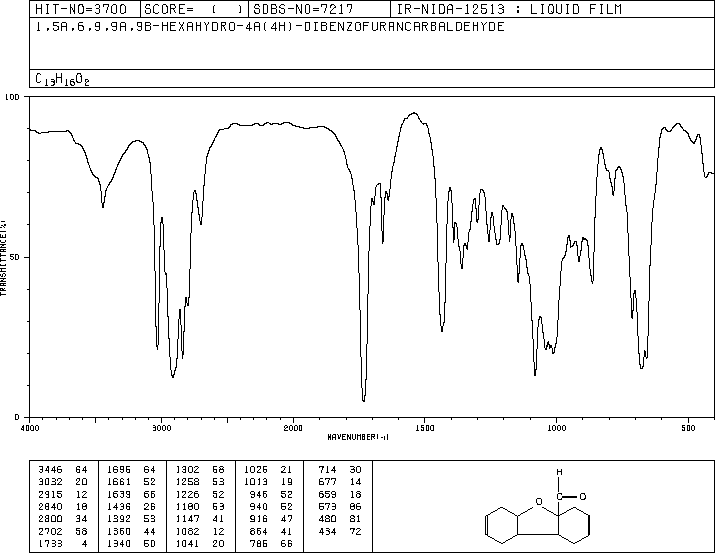 HIT-NO=3700 SCORE= ( ) SDBS-NO=7217 IR-NIDA-12513 : LIQUID FILM
1,5A,6,9,9A,9B-HEXAHYDRO-4A(4H)-DIBENZOFURANCARBALDEHYDE
C13H16O2
100
TRANSMITTANCE(%)
50
0
4000 3000 2000 1500 1000 500
WAVENUMBER(-1)
3446 64 1696 64 1302 68 1026 21 714 30
3032 20 1661 52 1258 53 1013 19 677 14
2915 12 1639 66 1226 52 946 52 659 18
2840 18 1436 26 1180 53 940 52 573 86
2800 34 1392 53 1147 41 916 47 480 81
2702 58 1360 44 1082 12 864 41 434 72
1733 4 1340 50 1041 20 786 66
H
O C O